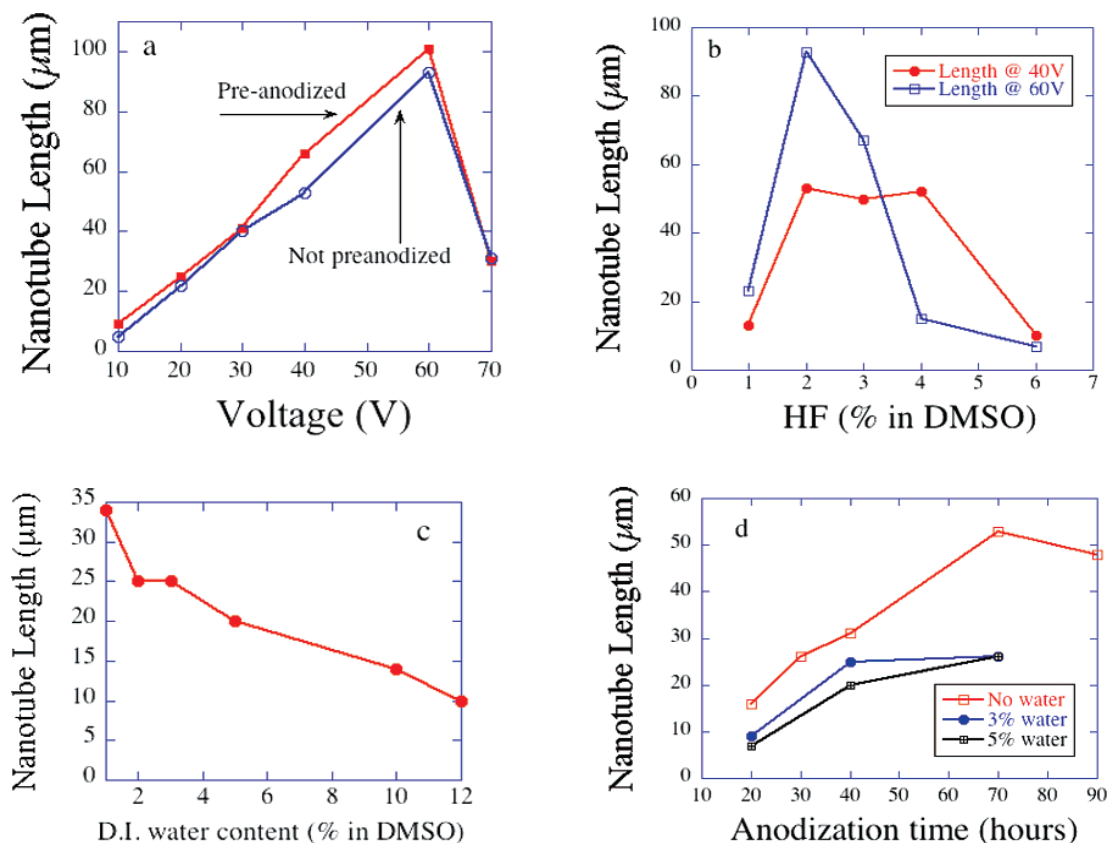 a
Nanotube Length (μm)
100
80
60
40
20
0
Pre-anodized
Not preanodized
10 20 30 40 50 60 70
Voltage (V)
b
Nanotube Length (μm)
100
80
60
40
20
0
Length @ 40V
Length @ 60V
0 1 2 3 4 5 6 7
HF (% in DMSO)
c
Nanotube Length (μm)
35
30
25
20
15
10
5
0
2 4 6 8 10 12
D.I. water content (% in DMSO)
d
Nanotube Length (μm)
60
50
40
30
20
10
0
No water
3% water
5% water
10 20 30 40 50 60 70 80 90
Anodization time (hours)